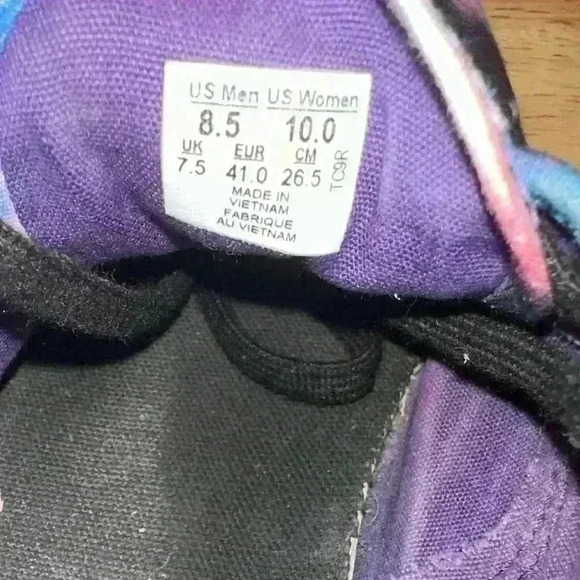 US Men US Women
8.5 10.0
UK EUR CM
7.5 41.0 26.5
MADE IN
VIETNAM
FABRIQUE
AU VIETNAM
TC9R